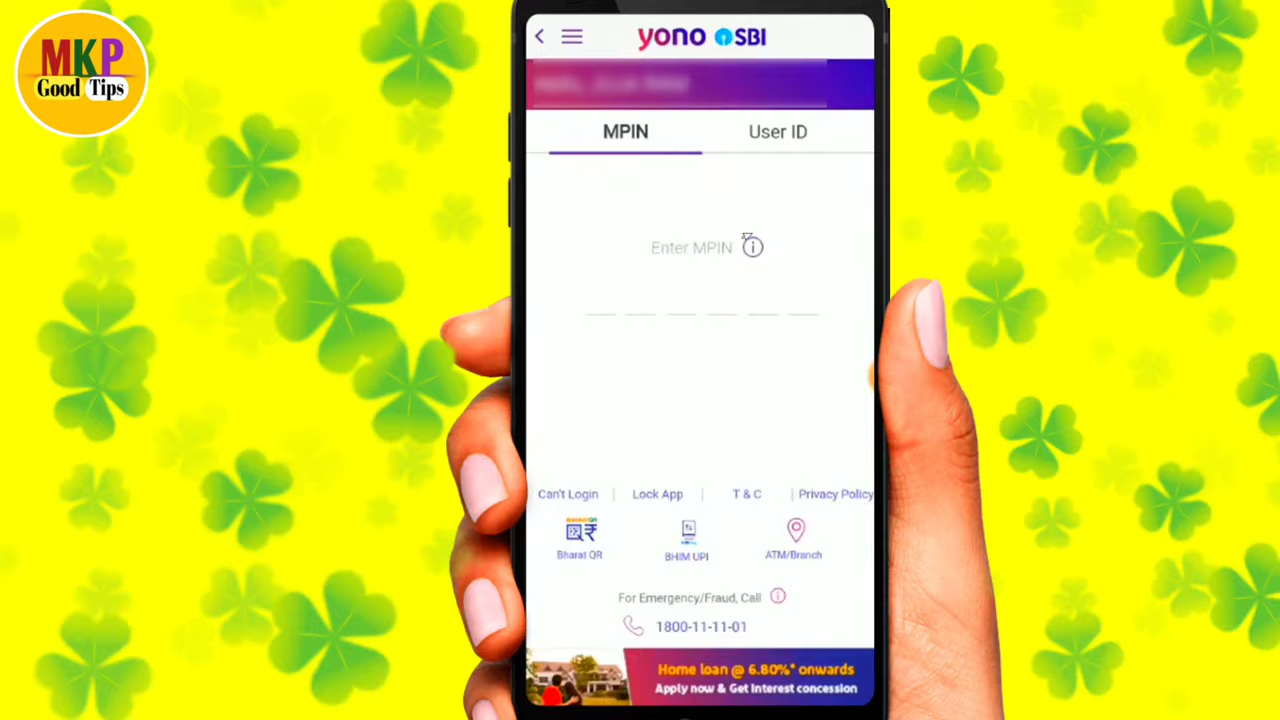 MKP
Good Tips
yono SBI
MPIN User ID
Enter MPIN
Can't Login | Lock App | T & C | Privacy Policy
Bharat QR BHIM UPI ATM/Branch
For Emergency/Fraud, Call
1800-11-11-01
Home loan @ 6.80%* onwards
Apply now & Get Interest concession